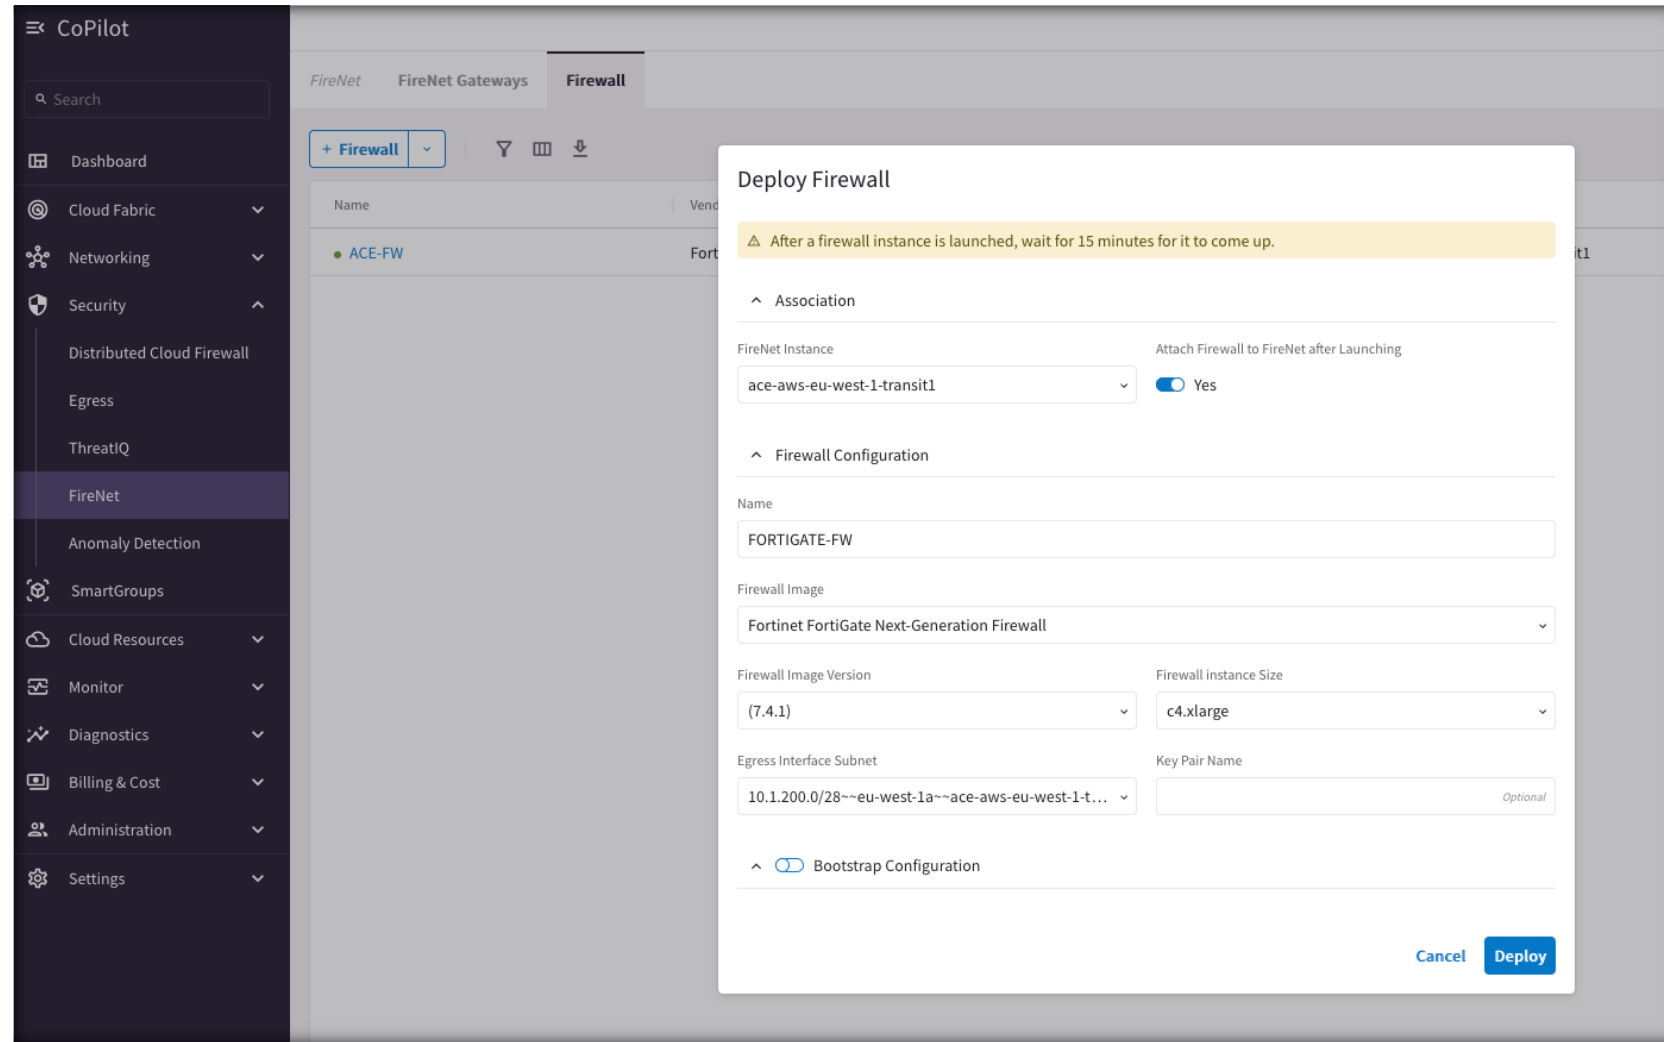 CoPilot
Search
Dashboard
Cloud Fabric
Networking
Security
Distributed Cloud Firewall
Egress
ThreatIQ
FireNet
Anomaly Detection
SmartGroups
Cloud Resources
Monitor
Diagnostics
Billing & Cost
Administration
Settings
FireNet FireNet Gateways Firewall
+ Firewall
Name Vend
ACE-FW Fort it1
Deploy Firewall
After a firewall instance is launched, wait for 15 minutes for it to come up.
Association
FireNet Instance Attach Firewall to FireNet after Launching
ace-aws-eu-west-1-transit1 Yes
Firewall Configuration
Name
FORTIGATE-FW
Firewall Image
Fortinet FortiGate Next-Generation Firewall
Firewall Image Version Firewall instance Size
(7.4.1) c4.xlarge
Egress Interface Subnet Key Pair Name
10.1.200.0/28~~eu-west-1a~~ace-aws-eu-west-1-t... Optional
Bootstrap Configuration
Cancel Deploy